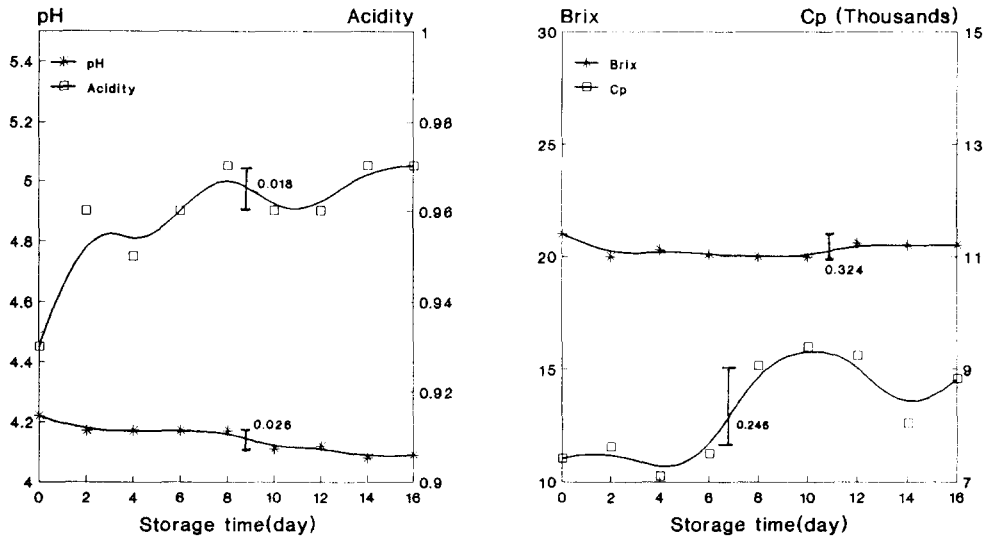 pH Acidity
5.4
5.2
5
4.8
4.6
4.4
4.2
4
1
0.98
0.96
0.94
0.92
0.9
pH
Acidity
0.018
0.026
0 2 4 6 8 10 12 14 16
Storage time(day)
Brix Cp (Thousands)
30
25
20
15
10
15
13
11
9
7
Brix
Cp
0.324
0.246
0 2 4 6 8 10 12 14 16
Storage time(day)